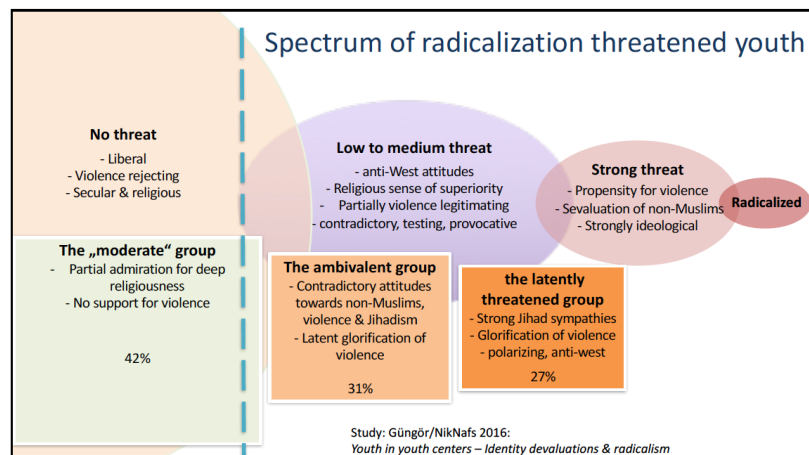 Spectrum of radicalization threatened youth
No threat
- Liberal
- Violence rejecting
- Secular & religious
Low to medium threat
- anti-West attitudes
- Religious sense of superiority
- Partially violence legitimating
- contradictory, testing, provocative
Strong threat
- Propensity for violence
- Sevaluation of non-Muslims
- Strongly ideological
Radicalized
The „moderate“ group
- Partial admiration for deep
religiousness
- No support for violence
42%
The ambivalent group
- Contradictory attitudes
towards non-Muslims,
violence & Jihadism
- Latent glorification of
violence
31%
the latently
threatened group
- Strong Jihad sympathies
- Glorification of violence
- polarizing, anti-west
27%
Study: Güngör/NikNafs 2016:
Youth in youth centers – Identity devaluations & radicalism